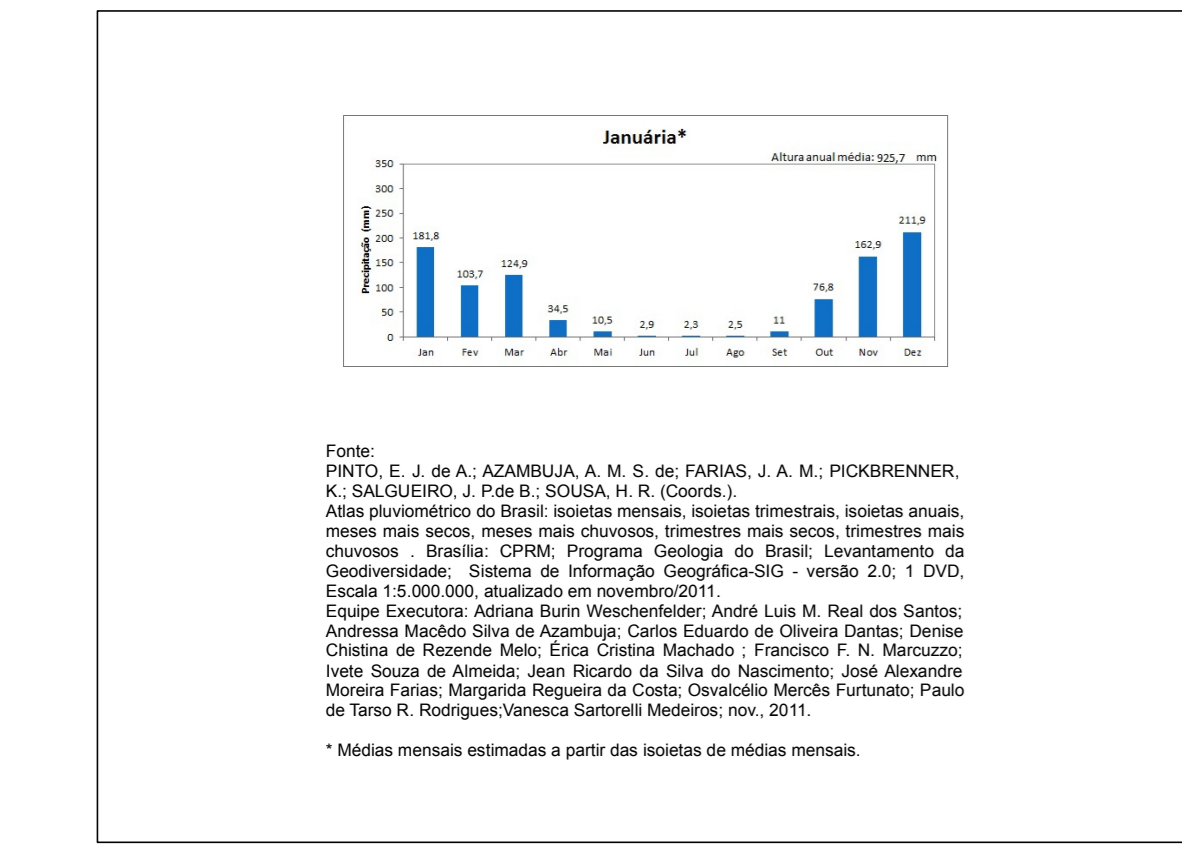 Januária*
Altura anual média: 925,7 mm
Precipitação (mm)
350
300
250
200
150
100
50
0
181,8
103,7
124,9
34,5
10,5
2,9
2,3
2,5
11
76,8
162,9
211,9
Jan Fev Mar Abr Mai Jun Jul Ago Set Out Nov Dez
Fonte:
PINTO, E. J. de A.; AZAMBUJA, A. M. S. de; FARIAS, J. A. M.; PICKBRENNER,
K.; SALGUEIRO, J. P.de B.; SOUSA, H. R. (Coords.).
Atlas pluviométrico do Brasil: isoietas mensais, isoietas trimestrais, isoietas anuais,
meses mais secos, meses mais chuvosos, trimestres mais secos, trimestres mais
chuvosos . Brasília: CPRM; Programa Geologia do Brasil; Levantamento da
Geodiversidade; Sistema de Informação Geográfica-SIG - versão 2.0; 1 DVD,
Escala 1:5.000.000, atualizado em novembro/2011.
Equipe Executora: Adriana Burin Weschenfelder; André Luis M. Real dos Santos;
Andressa Macêdo Silva de Azambuja; Carlos Eduardo de Oliveira Dantas; Denise
Chistina de Rezende Melo; Érica Cristina Machado ; Francisco F. N. Marcuzzo;
Ivete Souza de Almeida; Jean Ricardo da Silva do Nascimento; José Alexandre
Moreira Farias; Margarida Regueira da Costa; Osvalcélio Mercês Furtunato; Paulo
de Tarso R. Rodrigues;Vanesca Sartorelli Medeiros; nov., 2011.
* Médias mensais estimadas a partir das isoietas de médias mensais.